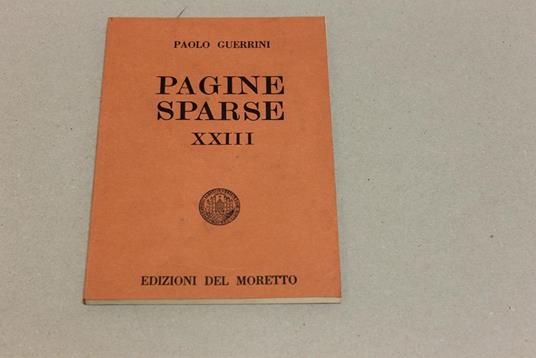 PAOLO GUERRINI
PAGINE
SPARSE
XXIII
EDIZIONI DEL MORETTO